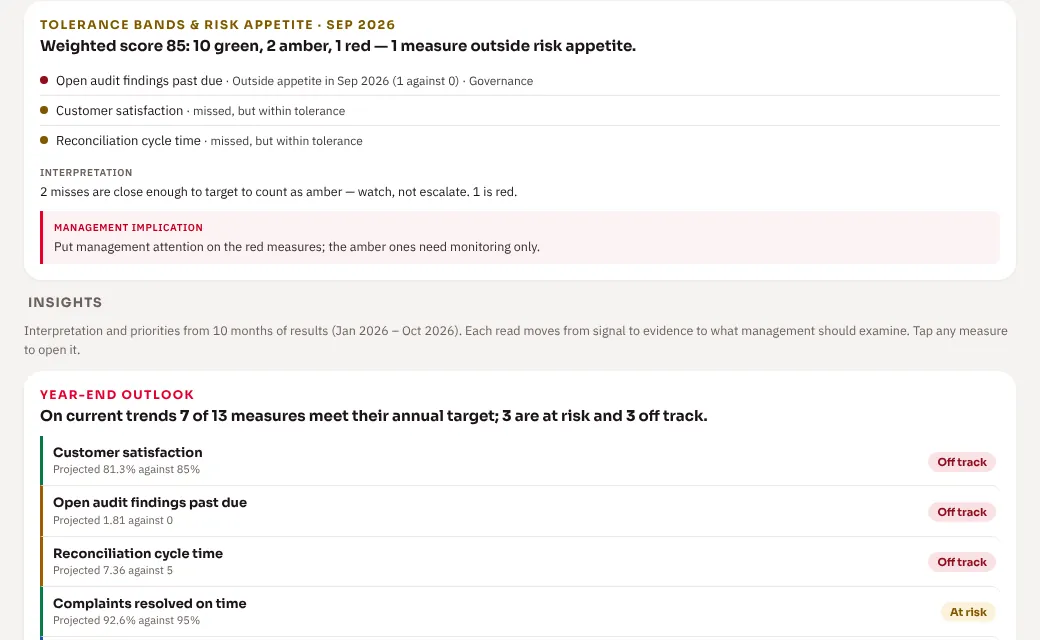 TOLERANCE BANDS & RISK APPETITE · SEP 2026
Weighted score 85: 10 green, 2 amber, 1 red — 1 measure outside risk appetite.
Open audit findings past due · Outside appetite in Sep 2026 (1 against 0) · Governance
Customer satisfaction · missed, but within tolerance
Reconciliation cycle time · missed, but within tolerance
INTERPRETATION
2 misses are close enough to target to count as amber — watch, not escalate. 1 is red.
MANAGEMENT IMPLICATION
Put management attention on the red measures; the amber ones need monitoring only.
INSIGHTS
Interpretation and priorities from 10 months of results (Jan 2026 – Oct 2026). Each read moves from signal to evidence to what management should examine. Tap any measure
to open it.
YEAR-END OUTLOOK
On current trends 7 of 13 measures meet their annual target; 3 are at risk and 3 off track.
Customer satisfaction
Projected 81.3% against 85%
Off track
Open audit findings past due
Projected 1.81 against 0
Off track
Reconciliation cycle time
Projected 7.36 against 5
Off track
Complaints resolved on time
Projected 92.6% against 95%
At risk